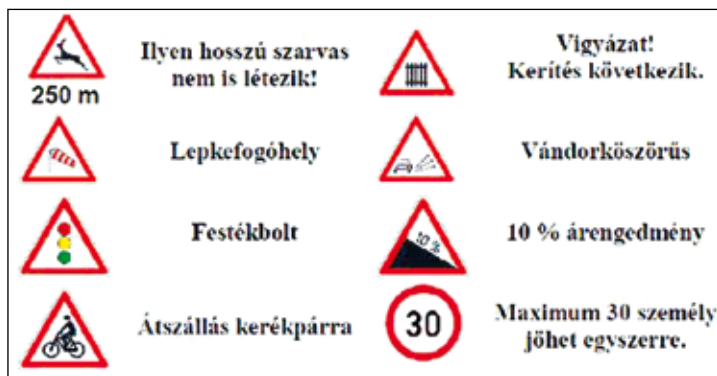 Ilyen hosszú szarvas
nem is létezik!
250 m
Vigyázat!
Kerítés következik.
Lepkefogóhely
Vándorköszörűs
Festékbolt
10 %
10 % árengedmény
Átszállás kerékpárra
30
Maximum 30 személy
jöhet egyszerre.